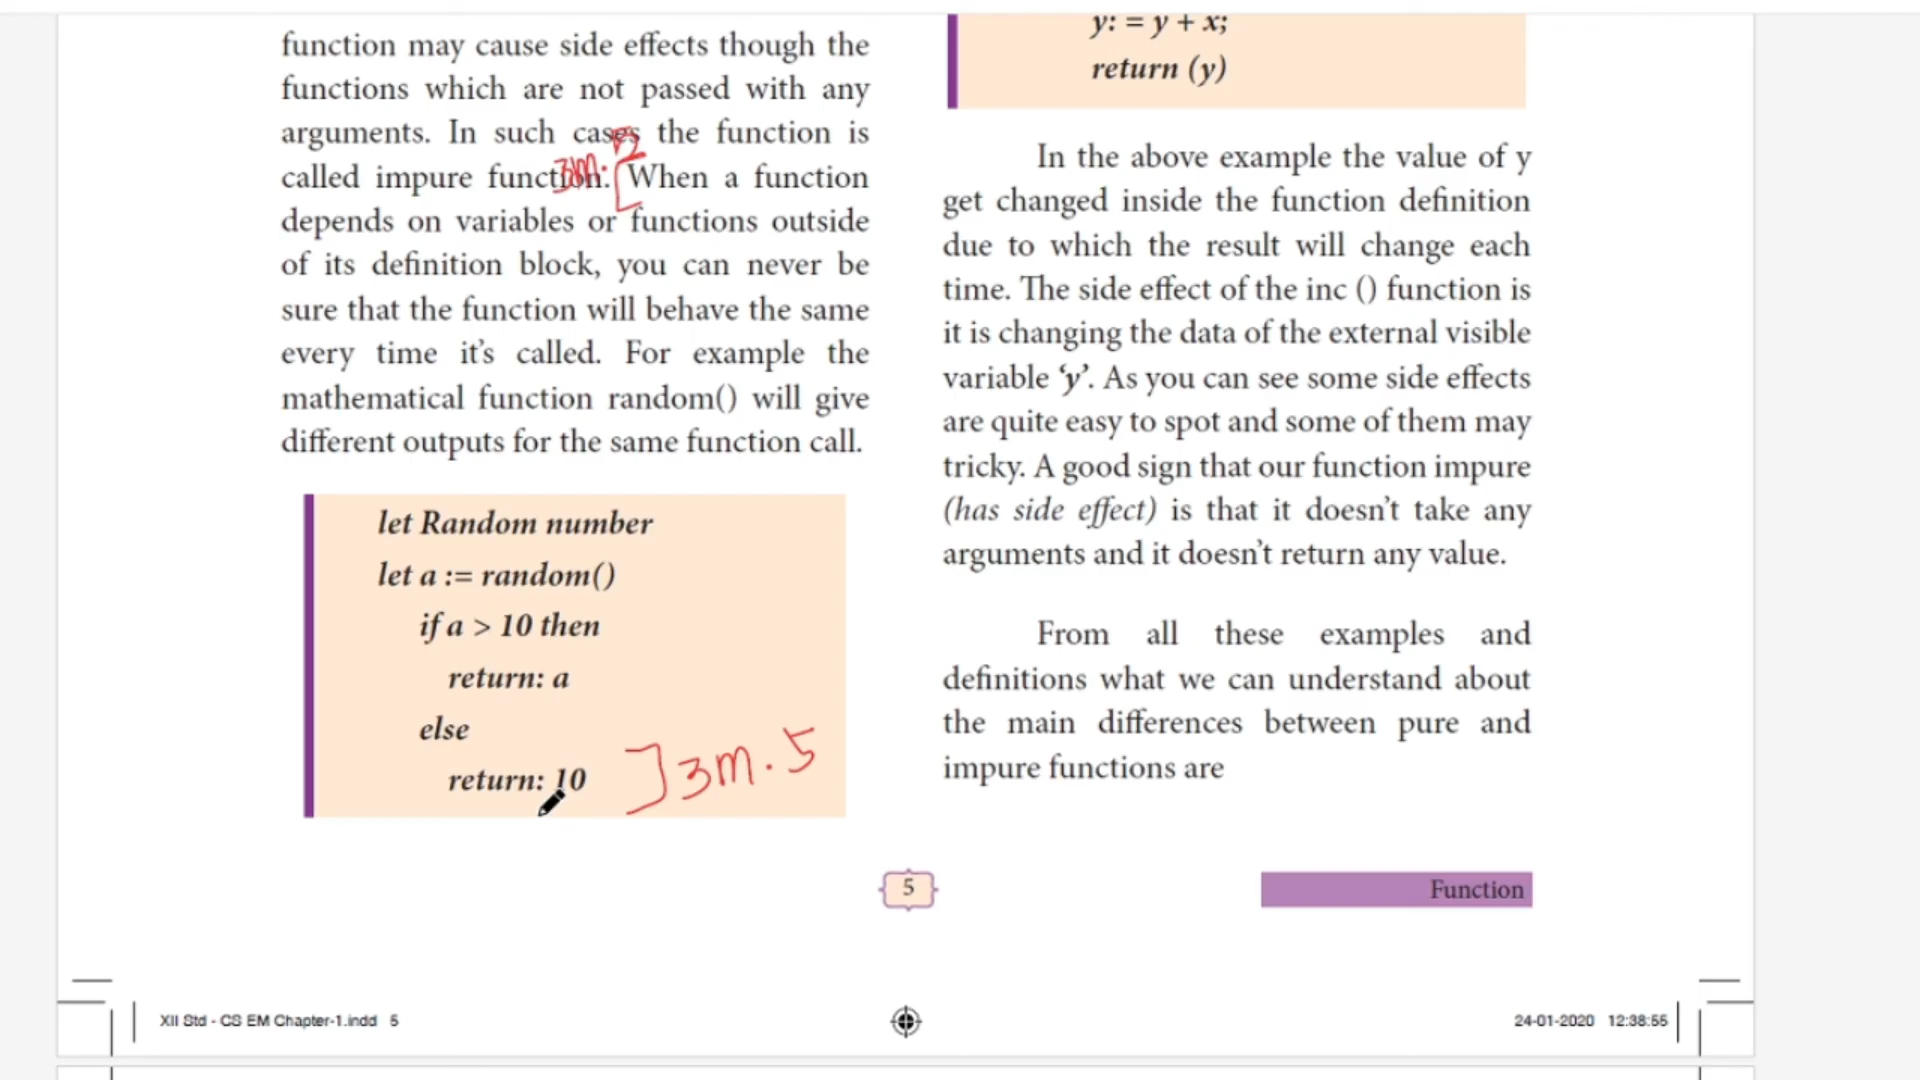 function may cause side effects though the
functions which are not passed with any
arguments. In such cases the function is
called impure function. When a function
depends on variables or functions outside
of its definition block, you can never be
sure that the function will behave the same
every time it's called. For example the
mathematical function random() will give
different outputs for the same function call.
3m. 2
let Random number
let a := random()
if a > 10 then
return: a
else
return: 10
3m. 5
y: = y + x;
return (y)
In the above example the value of y
get changed inside the function definition
due to which the result will change each
time. The side effect of the inc () function is
it is changing the data of the external visible
variable ‘y’. As you can see some side effects
are quite easy to spot and some of them may
tricky. A good sign that our function impure
(has side effect) is that it doesn't take any
arguments and it doesn't return any value.
From all these examples and
definitions what we can understand about
the main differences between pure and
impure functions are
5
Function
XII Std - CS EM Chapter-1.indd 5
24-01-2020 12:38:55